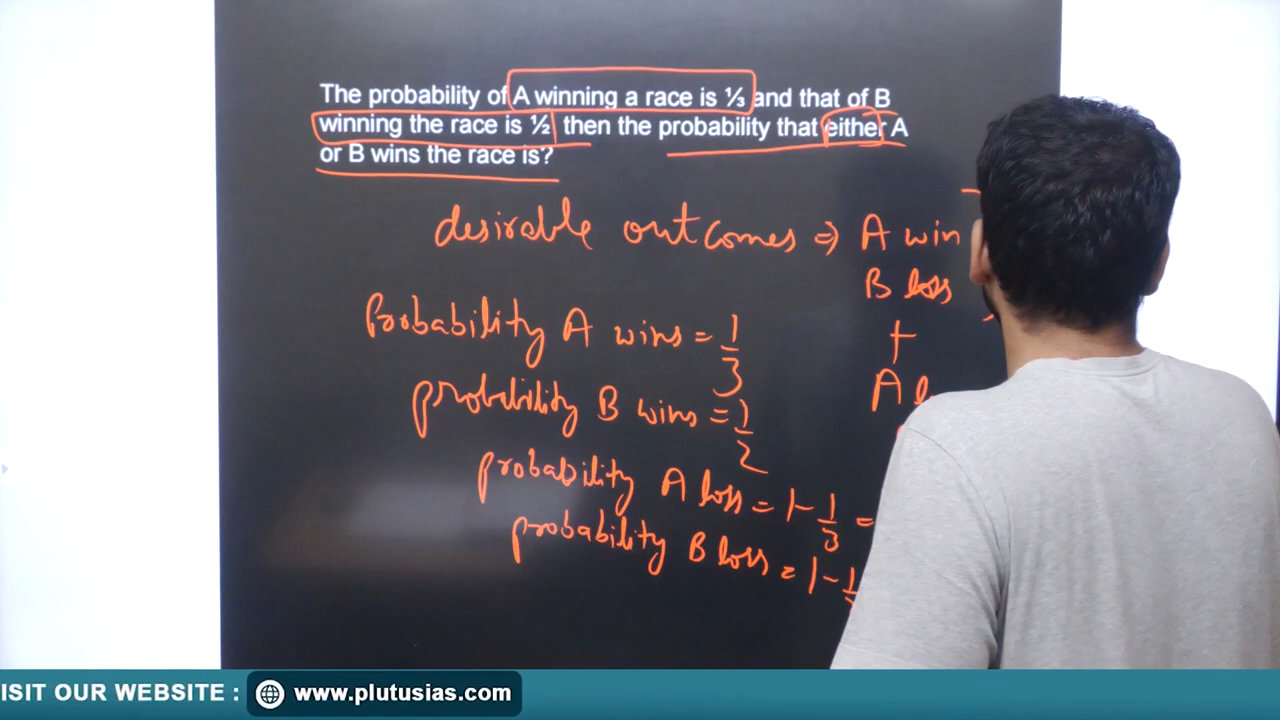 The probability of A winning a race is ⅓ and that of B
winning the race is ½ then the probability that either A
or B wins the race is?
desirable outcomes ⇒ A win
B loss
+
A
Probability A wins = 1/3
probability B wins = 1/2
probability A loss = 1 - 1/3 =
probability B loss = 1 - 1/
ISIT OUR WEBSITE : www.plutusias.com